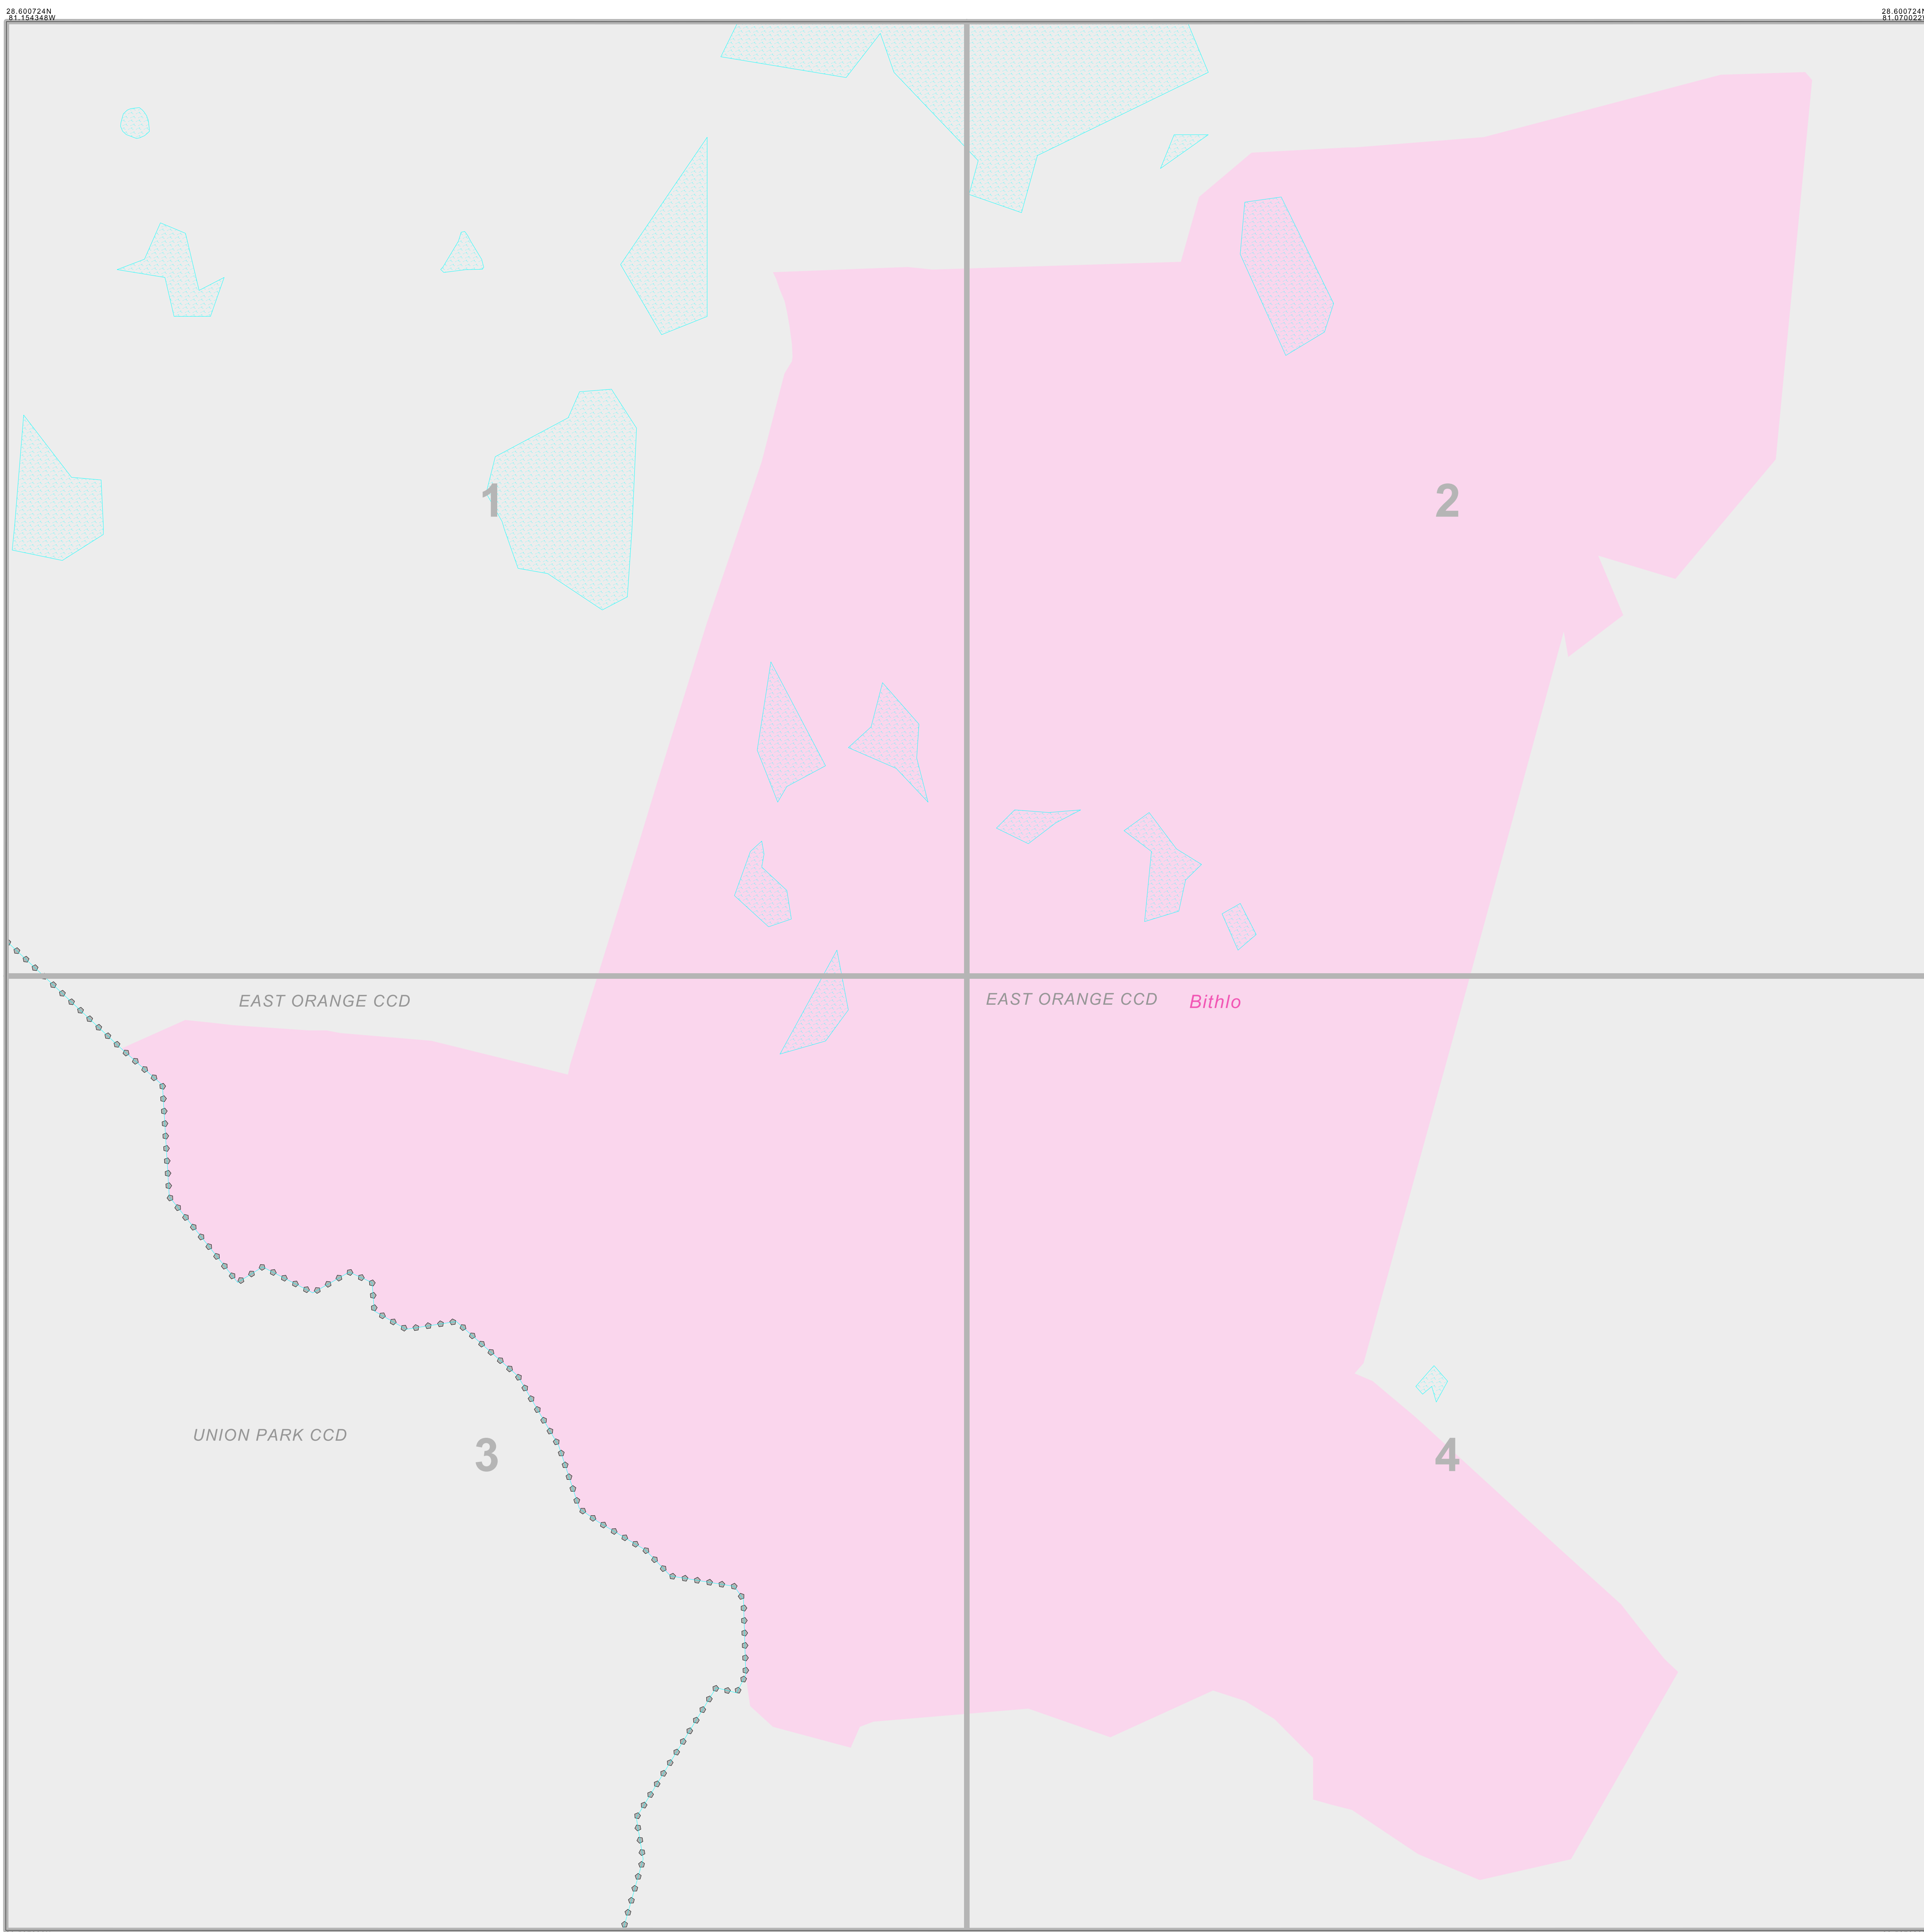 28.600724N
81.154348W
28.600724N
81.070022W
1
2
EAST ORANGE CCD
EAST ORANGE CCD
Bithlo
UNION PARK CCD
3
4